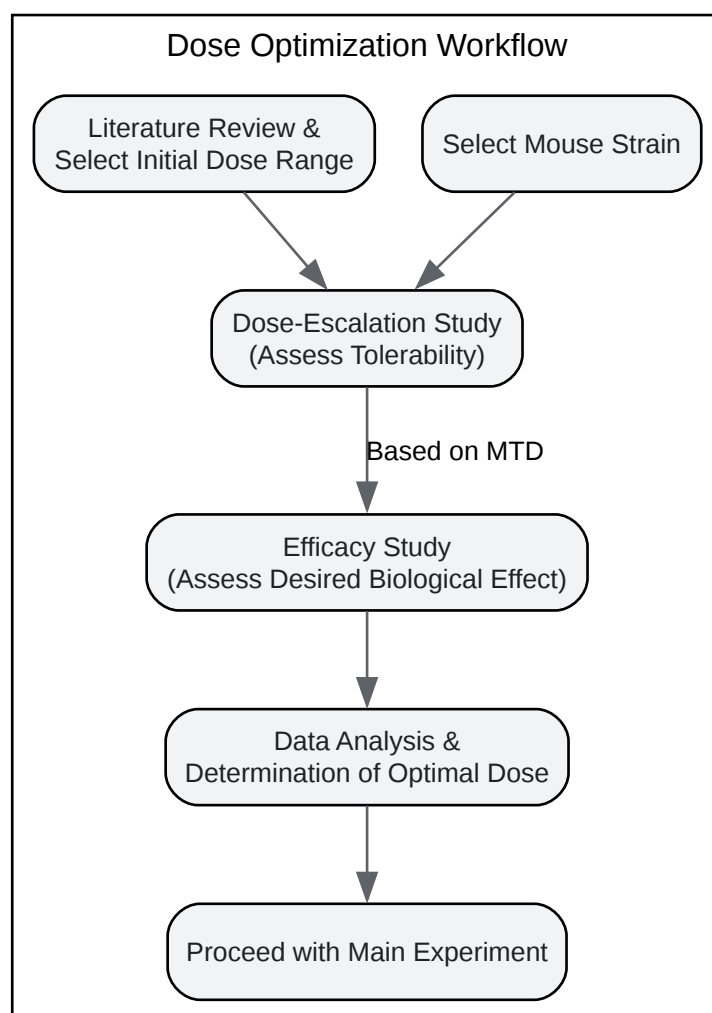 Dose Optimization Workflow
Literature Review &
Select Initial Dose Range
Select Mouse Strain
Dose-Escalation Study
(Assess Tolerability)
Based on MTD
Efficacy Study
(Assess Desired Biological Effect)
Data Analysis &
Determination of Optimal Dose
Proceed with Main Experiment